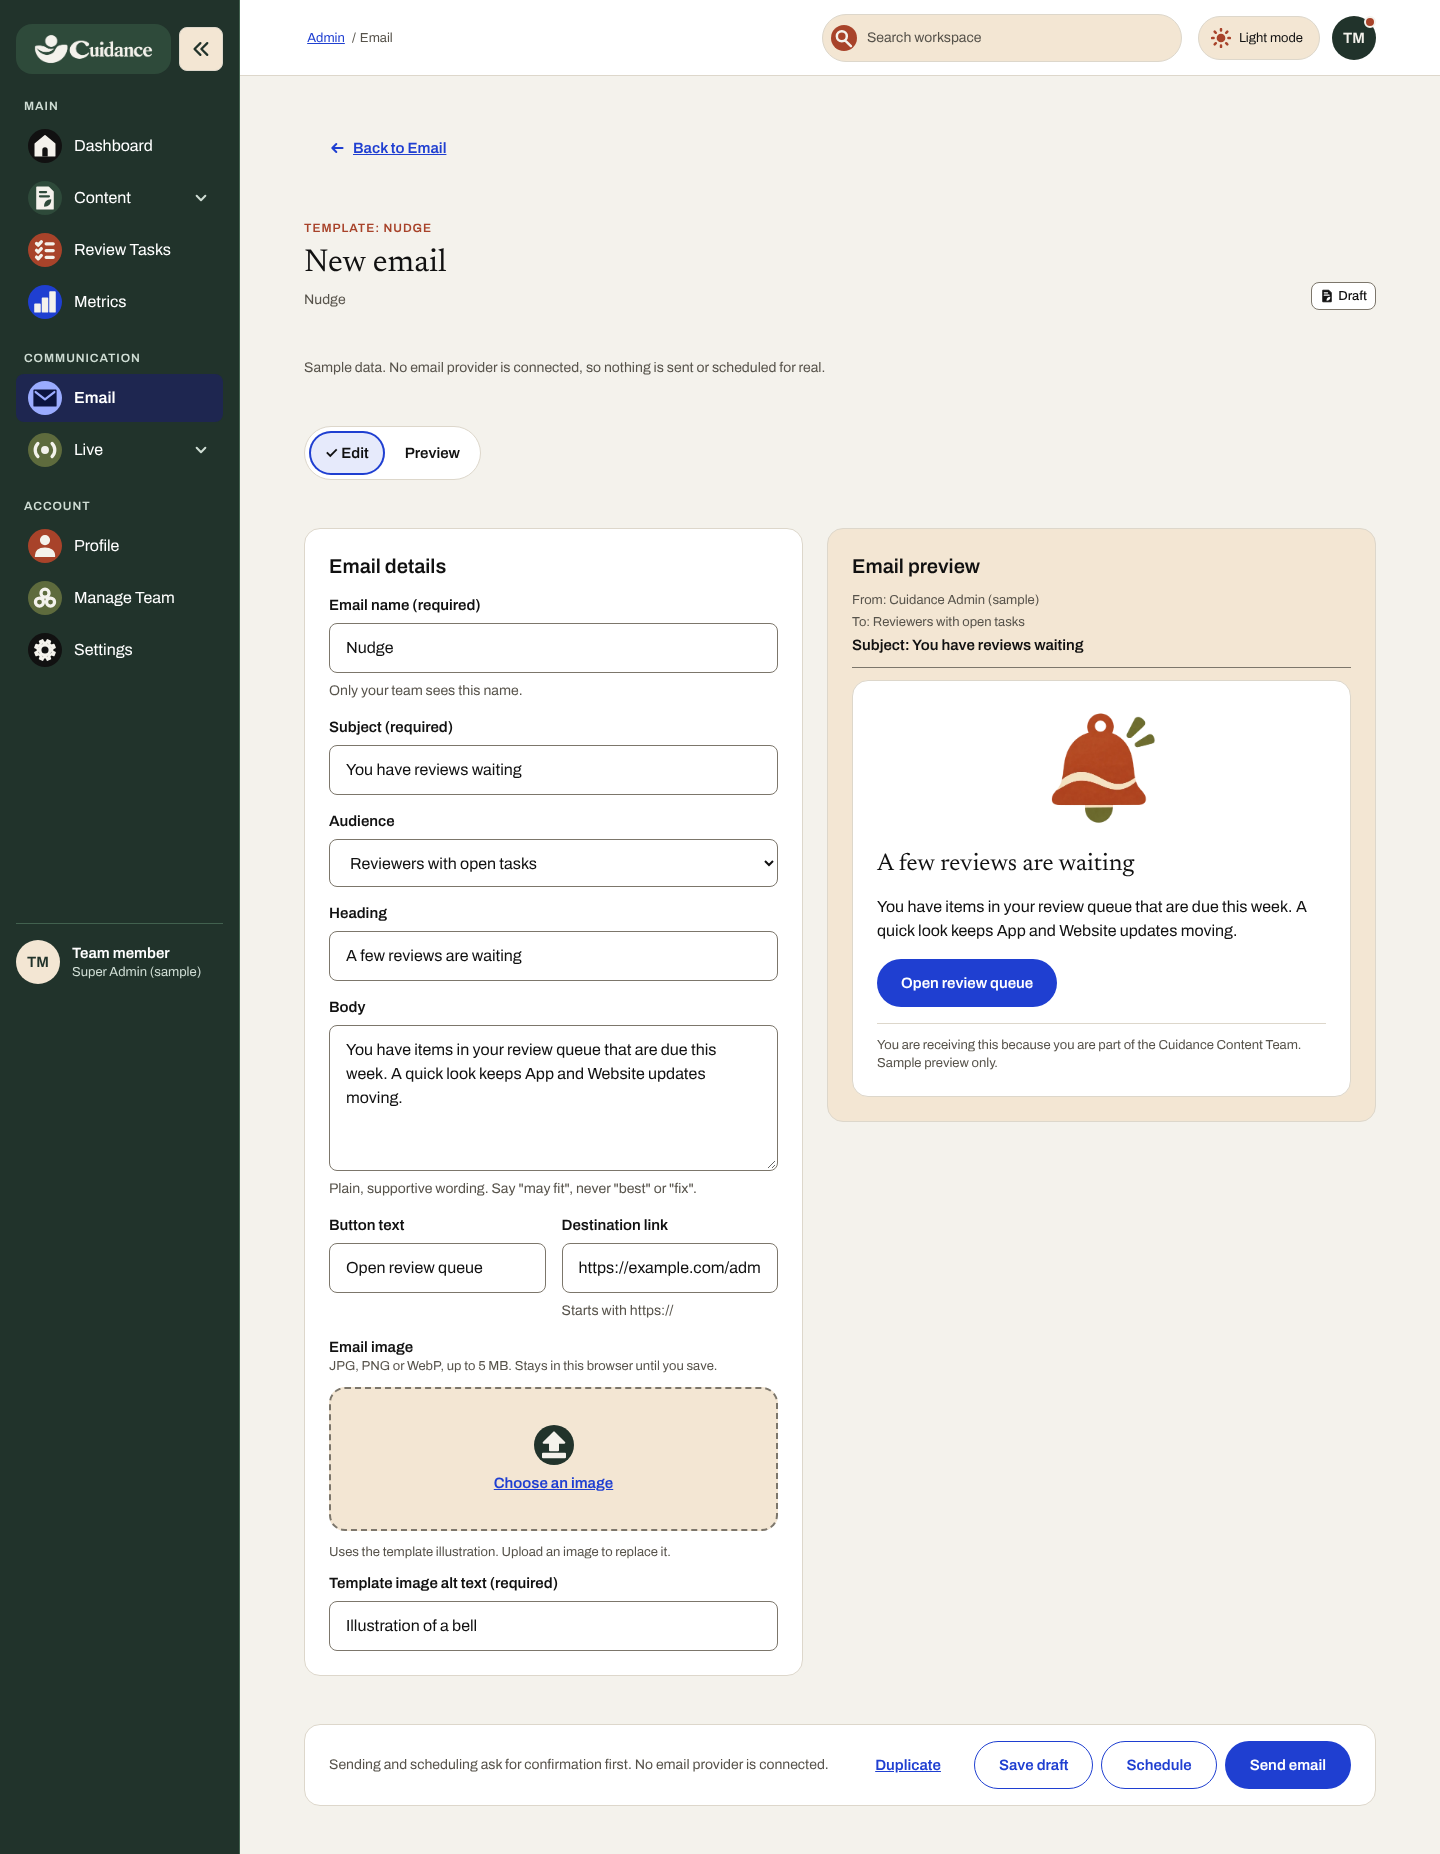 Cuidance
MAIN
Dashboard
Content
Review Tasks
Metrics
COMMUNICATION
Email
Live
ACCOUNT
Profile
Manage Team
Settings
TM
Team member
Super Admin (sample)
Admin / Email
Search workspace
Light mode
TM
Back to Email
TEMPLATE: NUDGE
New email
Nudge
Draft
Sample data. No email provider is connected, so nothing is sent or scheduled for real.
Edit
Preview
Email details
Email name (required)
Nudge
Only your team sees this name.
Subject (required)
You have reviews waiting
Audience
Reviewers with open tasks
Heading
A few reviews are waiting
Body
You have items in your review queue that are due this
week. A quick look keeps App and Website updates
moving.
Plain, supportive wording. Say "may fit", never "best" or "fix".
Button text
Destination link
Open review queue
https://example.com/adm
Starts with https://
Email image
JPG, PNG or WebP, up to 5 MB. Stays in this browser until you save.
Choose an image
Uses the template illustration. Upload an image to replace it.
Template image alt text (required)
Illustration of a bell
Email preview
From: Cuidance Admin (sample)
To: Reviewers with open tasks
Subject: You have reviews waiting
A few reviews are waiting
You have items in your review queue that are due this week. A
quick look keeps App and Website updates moving.
Open review queue
You are receiving this because you are part of the Cuidance Content Team.
Sample preview only.
Sending and scheduling ask for confirmation first. No email provider is connected.
Duplicate
Save draft
Schedule
Send email